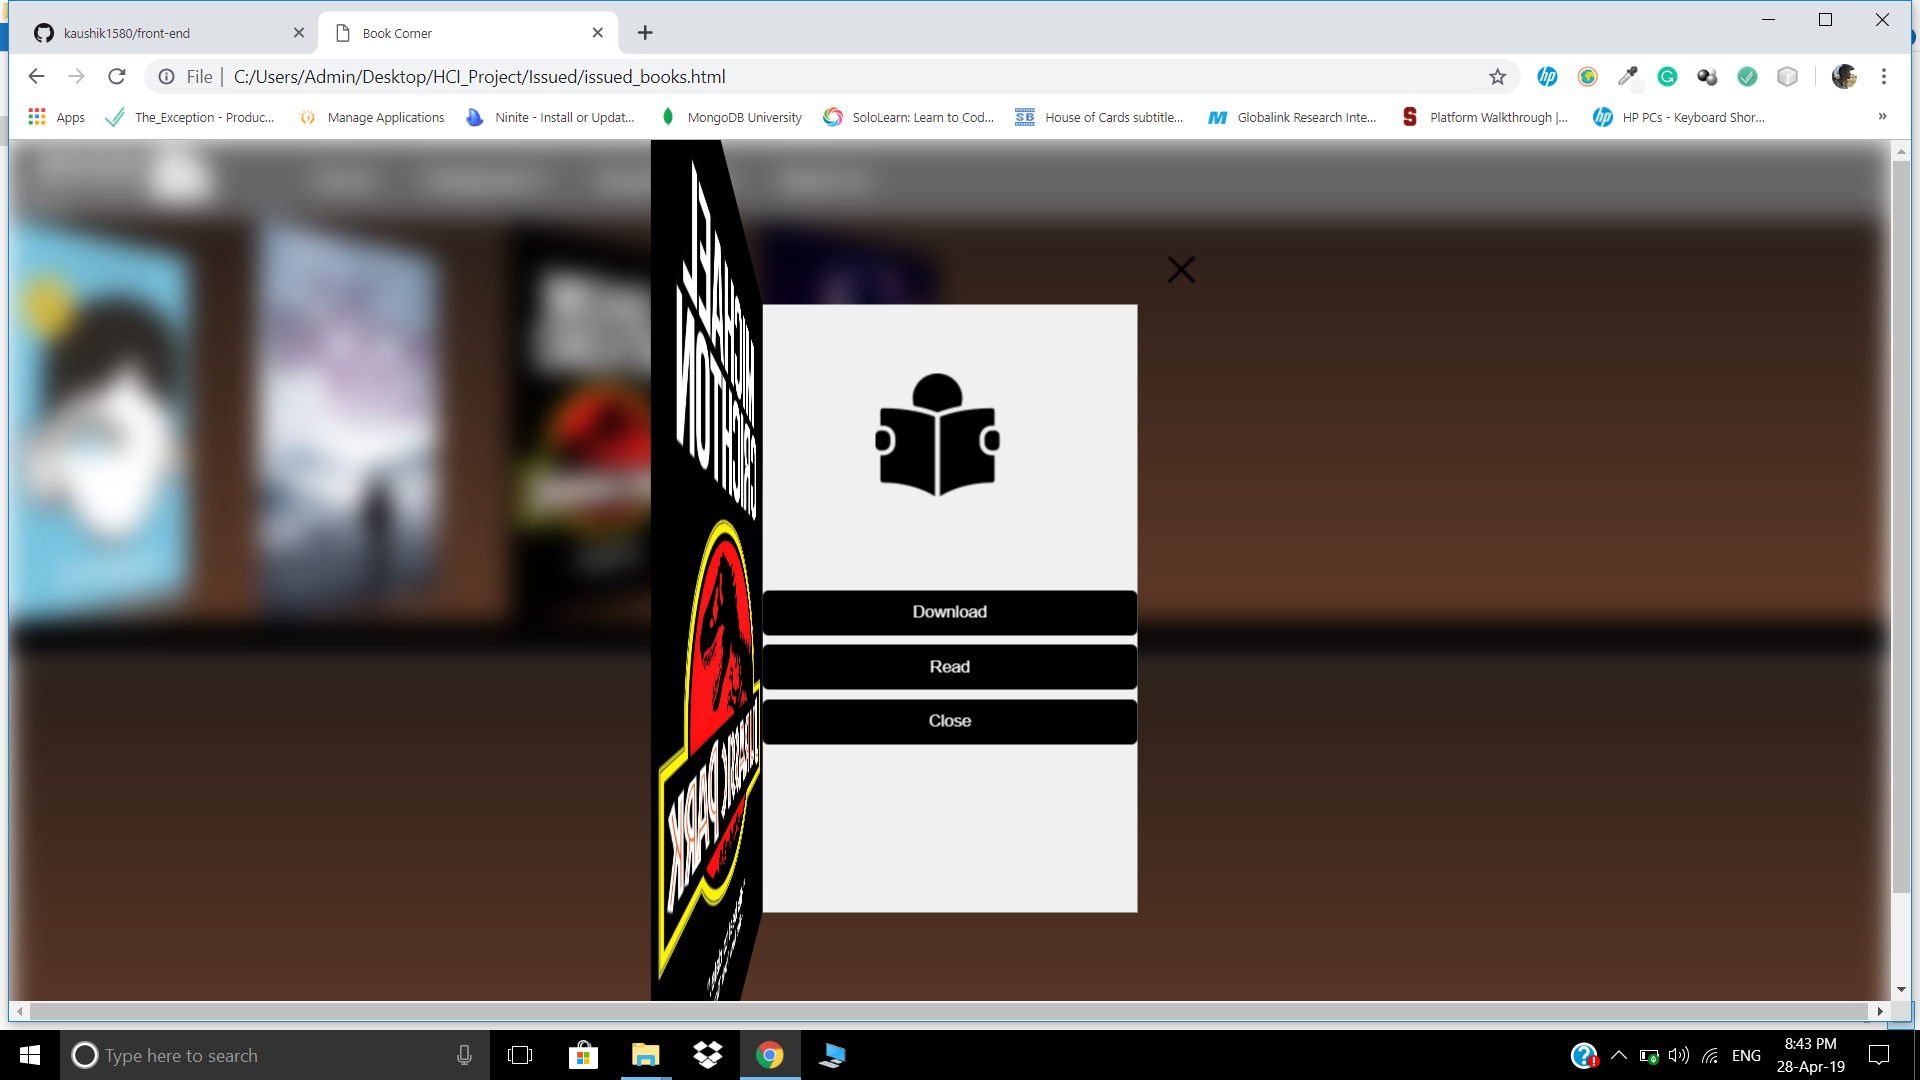 kaushik1580/front-end
Book Corner
File
C:/Users/Admin/Desktop/HCI_Project/Issued/issued_books.html
Apps
The_Exception - Produc...
Manage Applications
Ninite - Install or Updat...
MongoDB University
SoloLearn: Learn to Cod...
SB
House of Cards subtitle...
Globalink Research Inte...
Platform Walkthrough |...
HP PCs - Keyboard Shor...
»
MICHAEL
CRICHTON
JURASSIC PARK
Download
Read
Close
Type here to search
ENG
8:43 PM
28-Apr-19